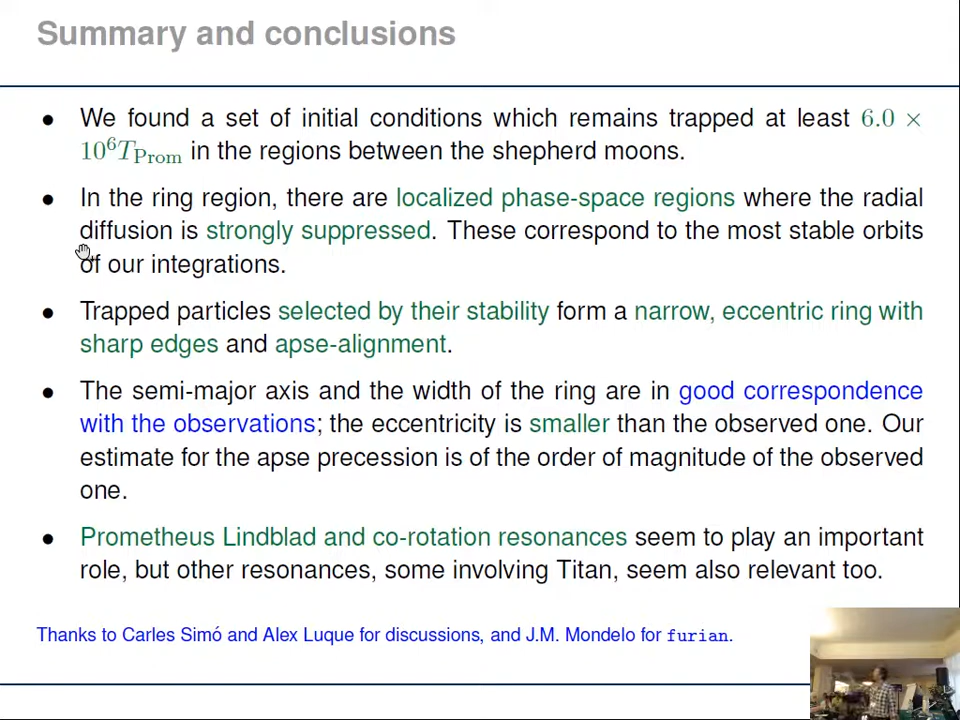 Summary and conclusions
• We found a set of initial conditions which remains trapped at least 6.0 ×
10⁶T_Prom in the regions between the shepherd moons.
• In the ring region, there are localized phase-space regions where the radial
diffusion is strongly suppressed. These correspond to the most stable orbits
of our integrations.
• Trapped particles selected by their stability form a narrow, eccentric ring with
sharp edges and apse-alignment.
• The semi-major axis and the width of the ring are in good correspondence
with the observations; the eccentricity is smaller than the observed one. Our
estimate for the apse precession is of the order of magnitude of the observed
one.
• Prometheus Lindblad and co-rotation resonances seem to play an important
role, but other resonances, some involving Titan, seem also relevant too.
Thanks to Carles Simó and Alex Luque for discussions, and J.M. Mondelo for furian.